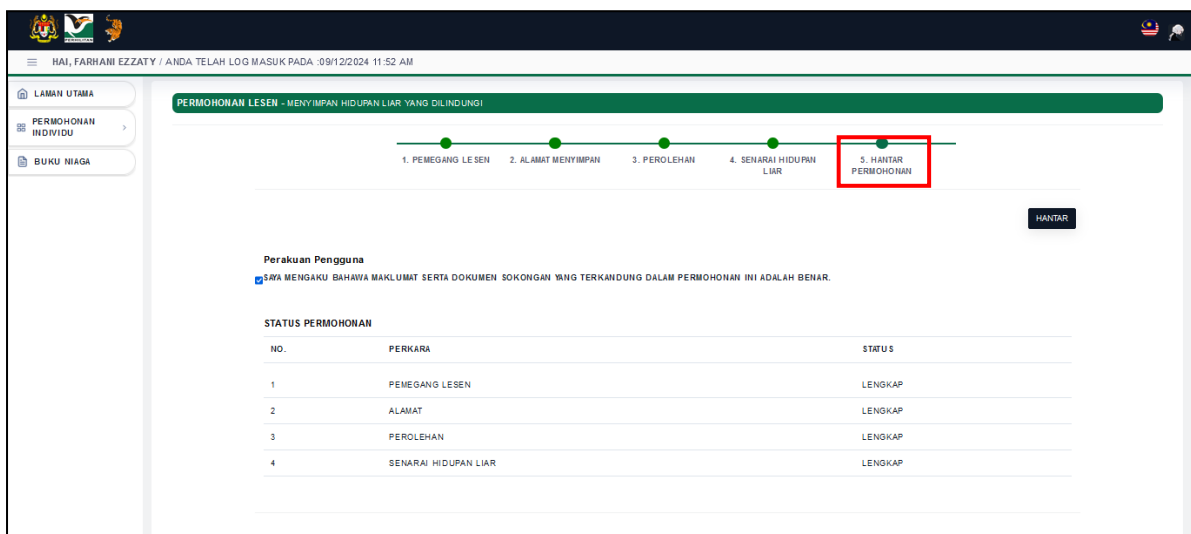 PERHILITAN
HAI, FARHANI EZZATY / ANDA TELAH LOG MASUK PADA :09/12/2024 11:52 AM
LAMAN UTAMA
PERMOHONAN INDIVIDU
BUKU NIAGA
PERMOHONAN LESEN - MENYIMPAN HIDUPAN LIAR YANG DILINDUNGI
1. PEMEGANG LESEN 2. ALAMAT MENYIMPAN 3. PEROLEHAN 4. SENARAI HIDUPAN LIAR 5. HANTAR PERMOHONAN
HANTAR
Perakuan Pengguna
SAYA MENGAKU BAHAWA MAKLUMAT SERTA DOKUMEN SOKONGAN YANG TERKANDUNG DALAM PERMOHONAN INI ADALAH BENAR.
STATUS PERMOHONAN
NO. PERKARA STATUS
1 PEMEGANG LESEN LENGKAP
2 ALAMAT LENGKAP
3 PEROLEHAN LENGKAP
4 SENARAI HIDUPAN LIAR LENGKAP